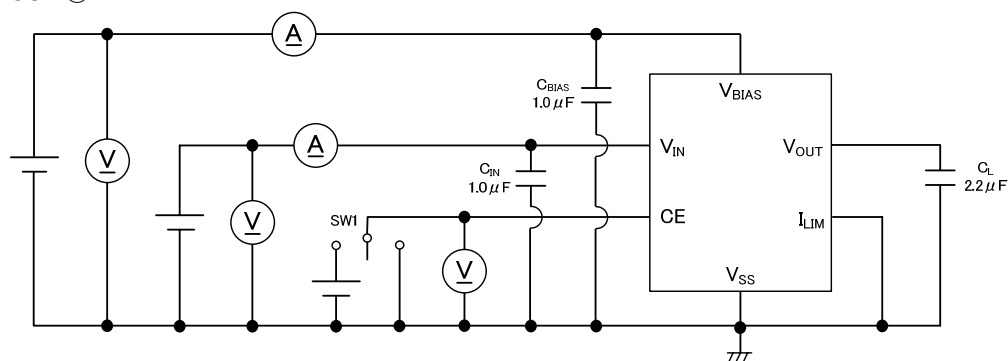 A
C_BIAS
1.0μF
V_BIAS
V
A
V_IN
V_OUT
C_L
2.2μF
C_IN
1.0μF
V
SW1
CE
I_LIM
V
V_SS